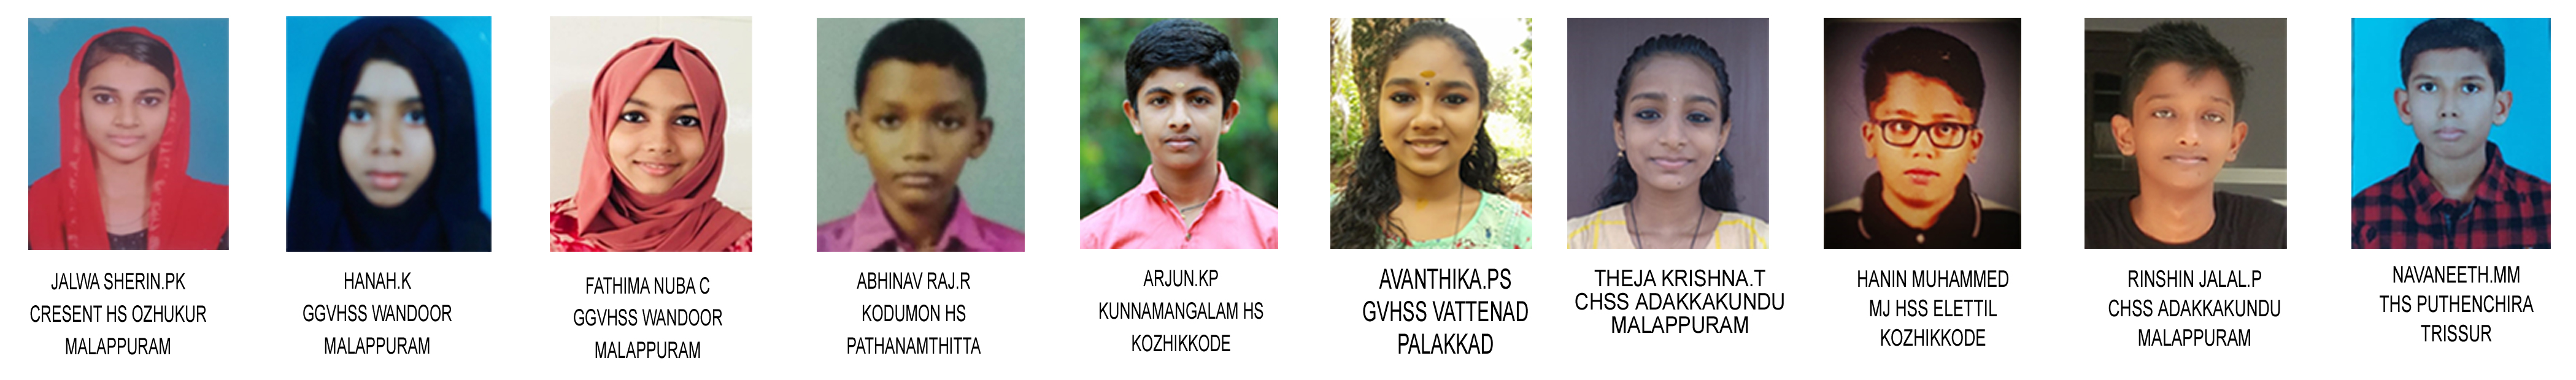 JALWA SHERIN.PK
CRESENT HS OZHUKUR
MALAPPURAM
HANAH.K
GGVHSS WANDOOR
MALAPPURAM
FATHIMA NUBA C
GGVHSS WANDOOR
MALAPPURAM
ABHINAV RAJ.R
KODUMON HS
PATHANAMTHITTA
ARJUN.KP
KUNNAMANGALAM HS
KOZHIKKODE
AVANTHIKA.PS
GVHSS VATTENAD
PALAKKAD
THEJA KRISHNA.T
CHSS ADAKKAKUNDU
MALAPPURAM
HANIN MUHAMMED
MJ HSS ELETTIL
KOZHIKKODE
RINSHIN JALAL.P
CHSS ADAKKAKUNDU
MALAPPURAM
NAVANEETH.MM
THS PUTHENCHIRA
TRISSUR